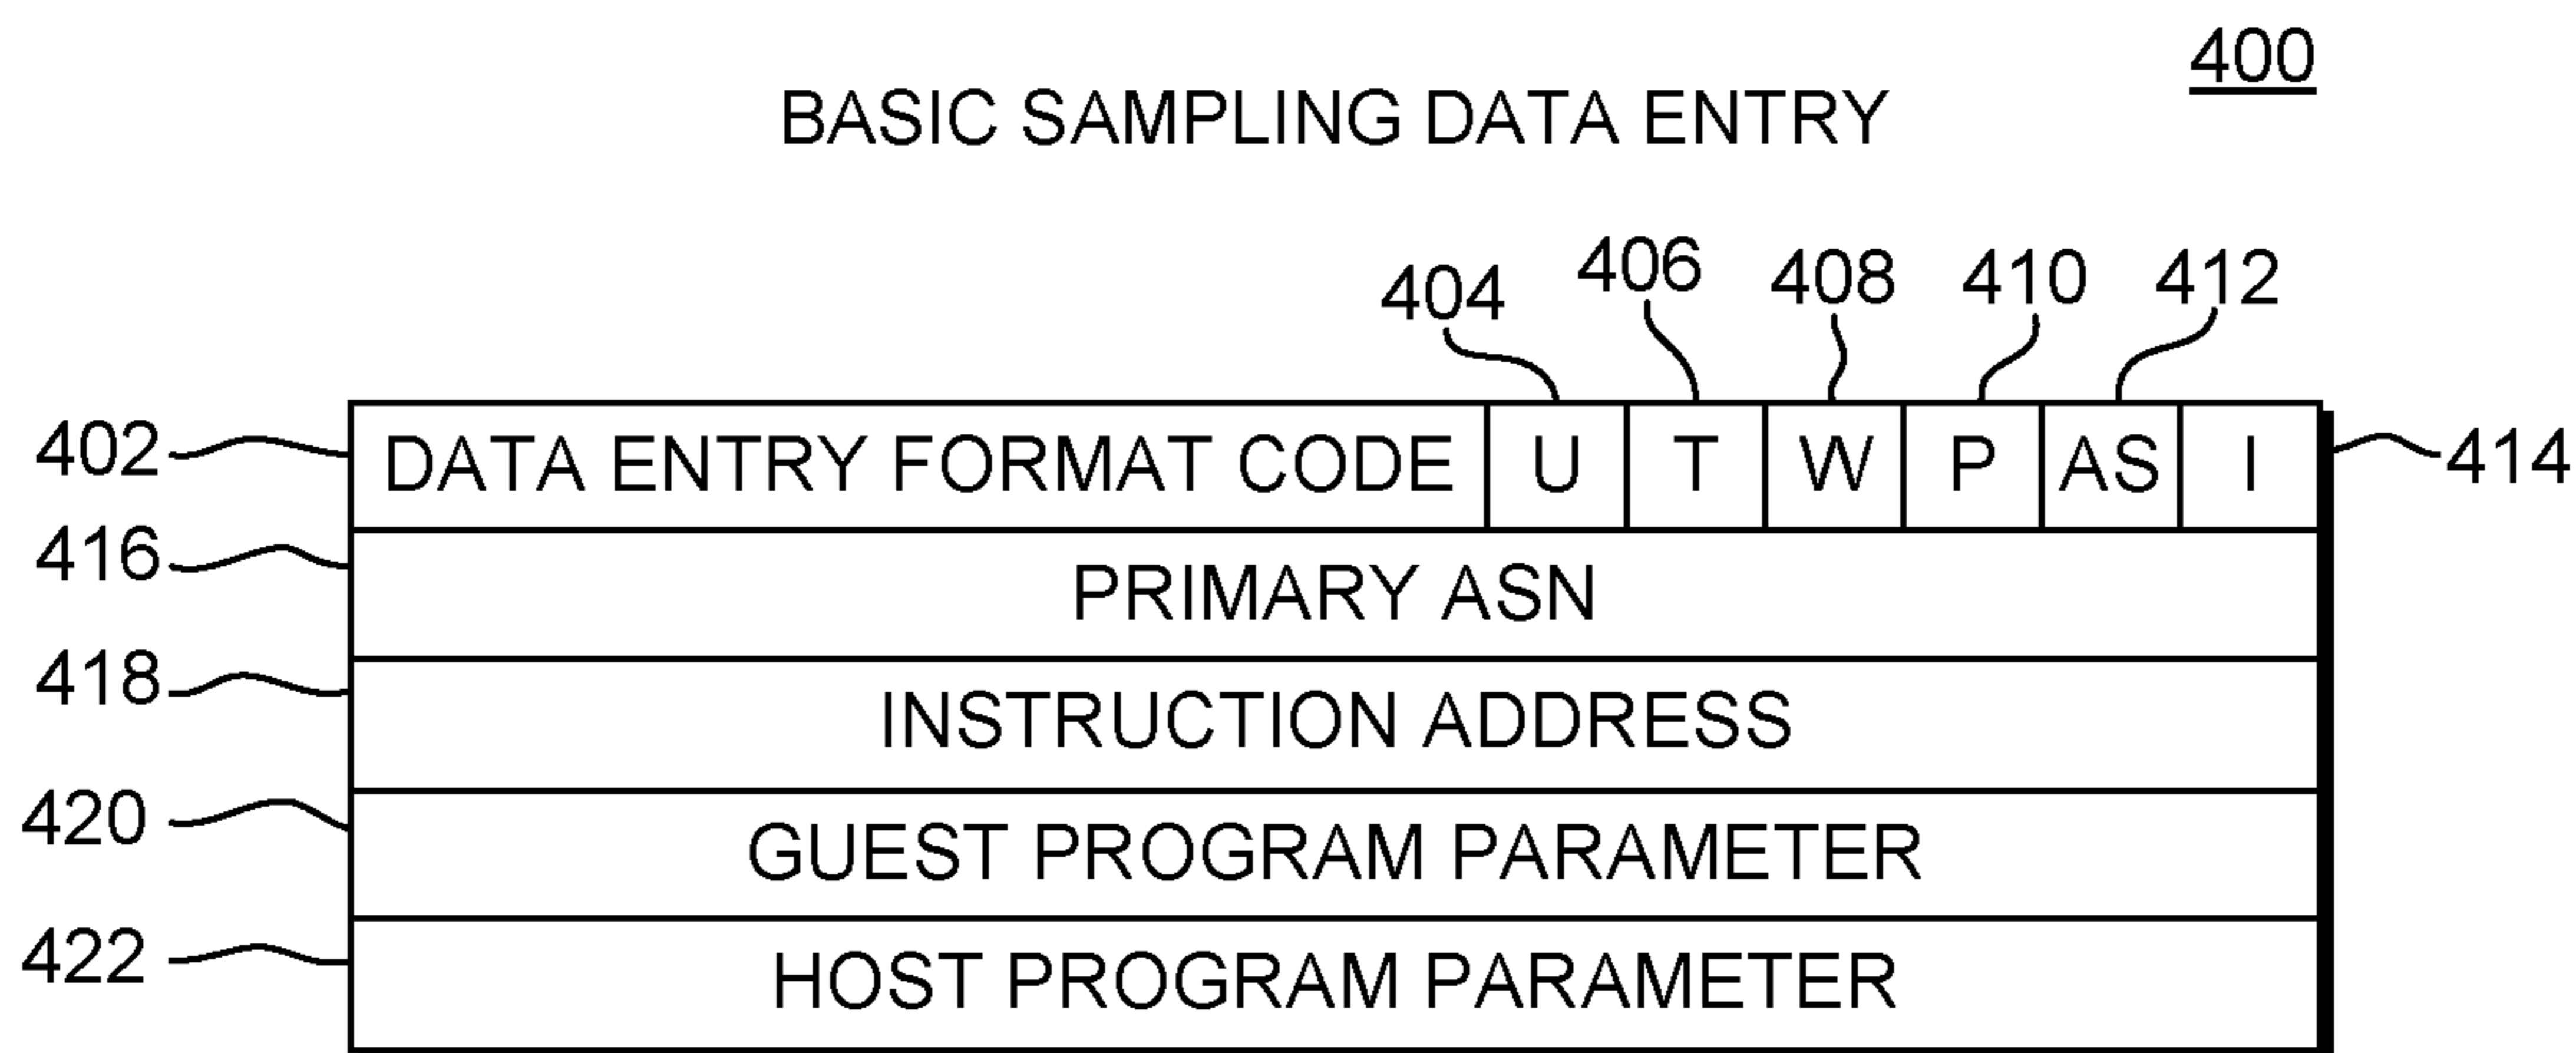 400
BASIC SAMPLING DATA ENTRY
404 406 408 410 412
402 DATA ENTRY FORMAT CODE U T W P AS I 414
416 PRIMARY ASN
418 INSTRUCTION ADDRESS
420 GUEST PROGRAM PARAMETER
422 HOST PROGRAM PARAMETER